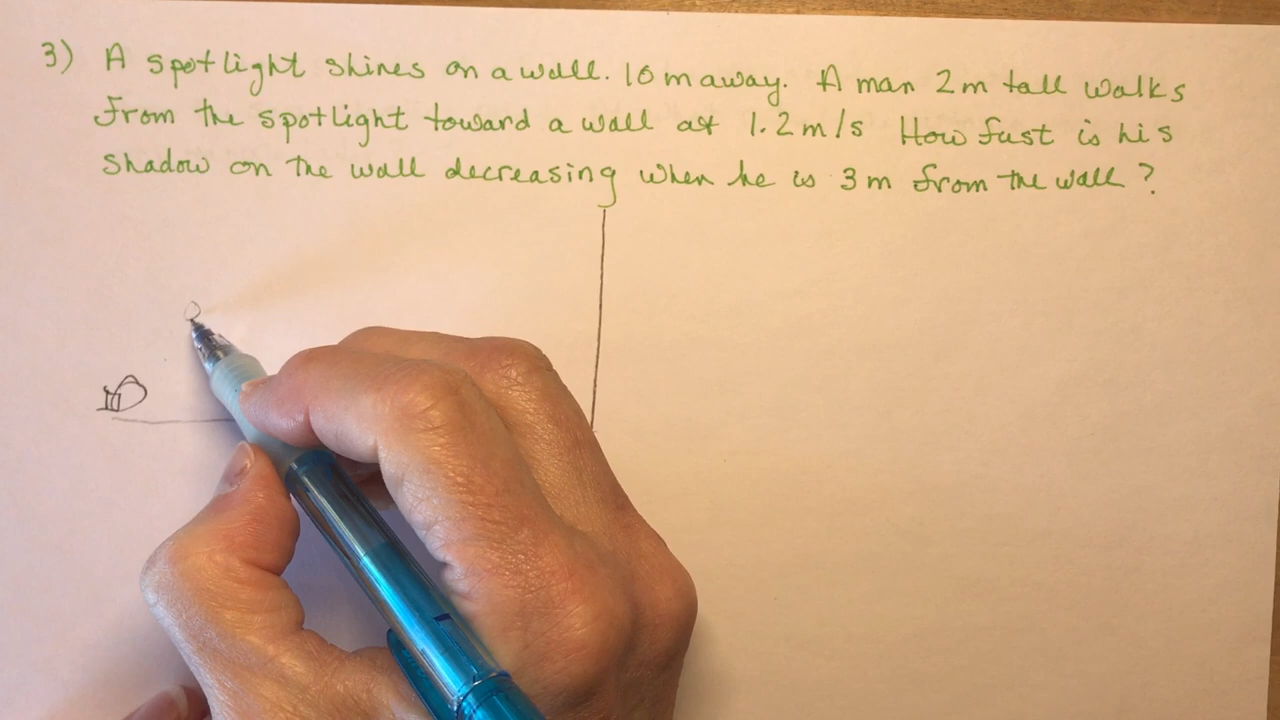 3) A spotlight shines on a wall. 10 m away. A man 2m tall walks
from the spotlight toward a wall at 1.2 m/s How fast is his
shadow on the wall decreasing when he is 3 m from the wall ?